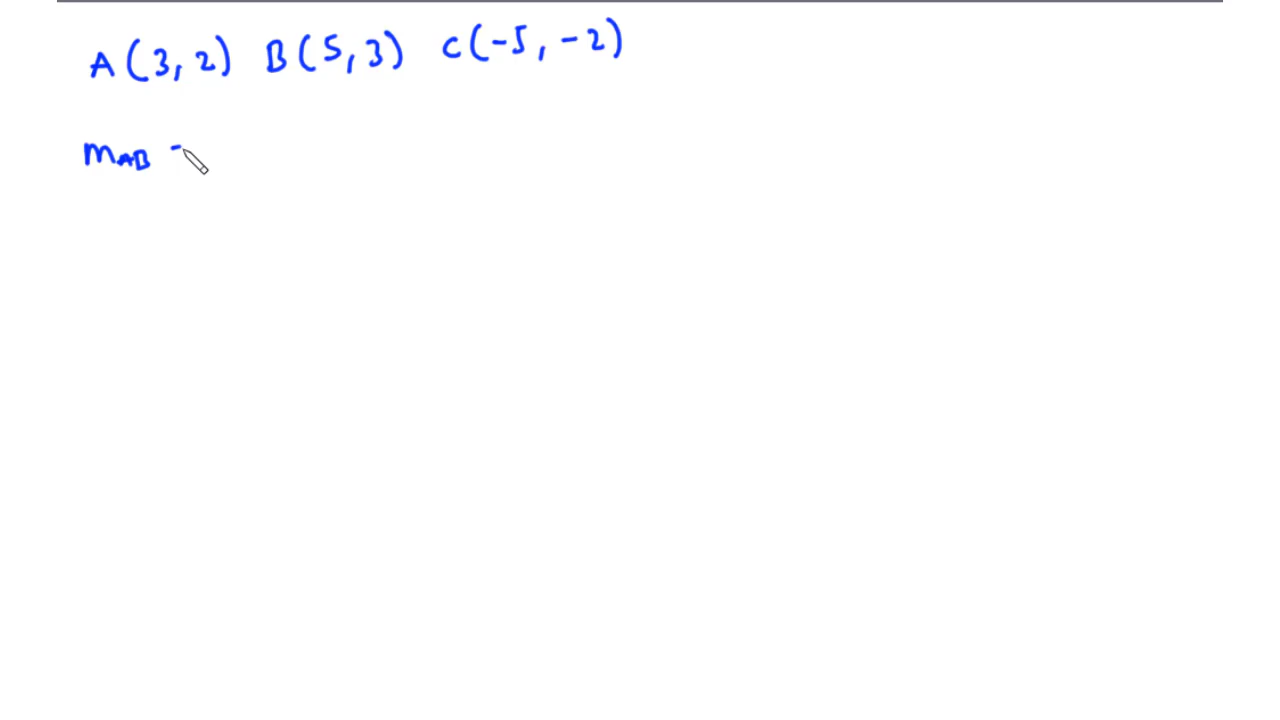 A(3,2) B(5,3) C(-5,-2)
mAB -